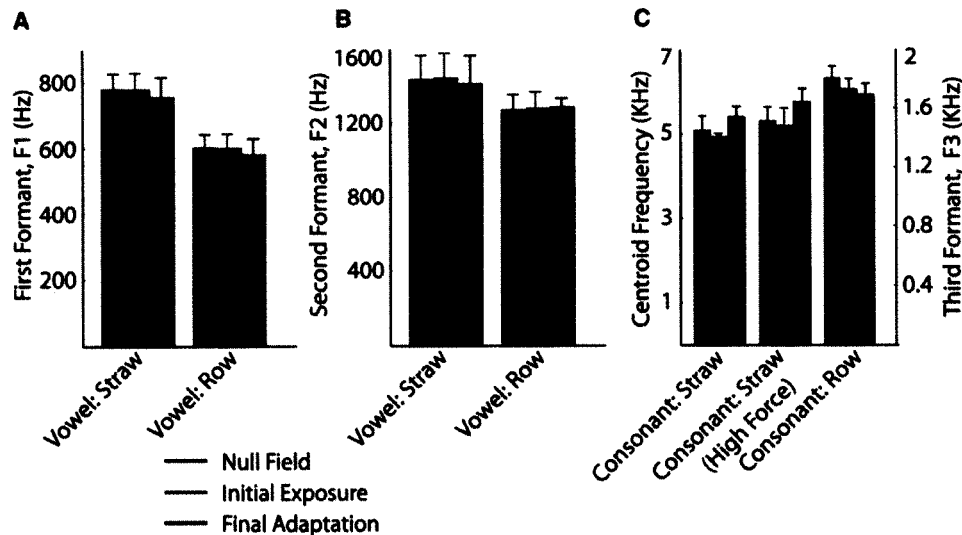 A
First Formant, F1 (Hz)
800
600
400
200
Vowel: Straw
Vowel: Row
B
Second Formant, F2 (Hz)
1600
1200
800
400
Vowel: Straw
Vowel: Row
C
Centroid Frequency (KHz)
7
5
3
1
Third Formant, F3 (KHz)
2
1.6
1.2
0.8
0.4
Consonant: Straw
Consonant: Straw
(High Force)
Consonant: Row
Null Field
Initial Exposure
Final Adaptation